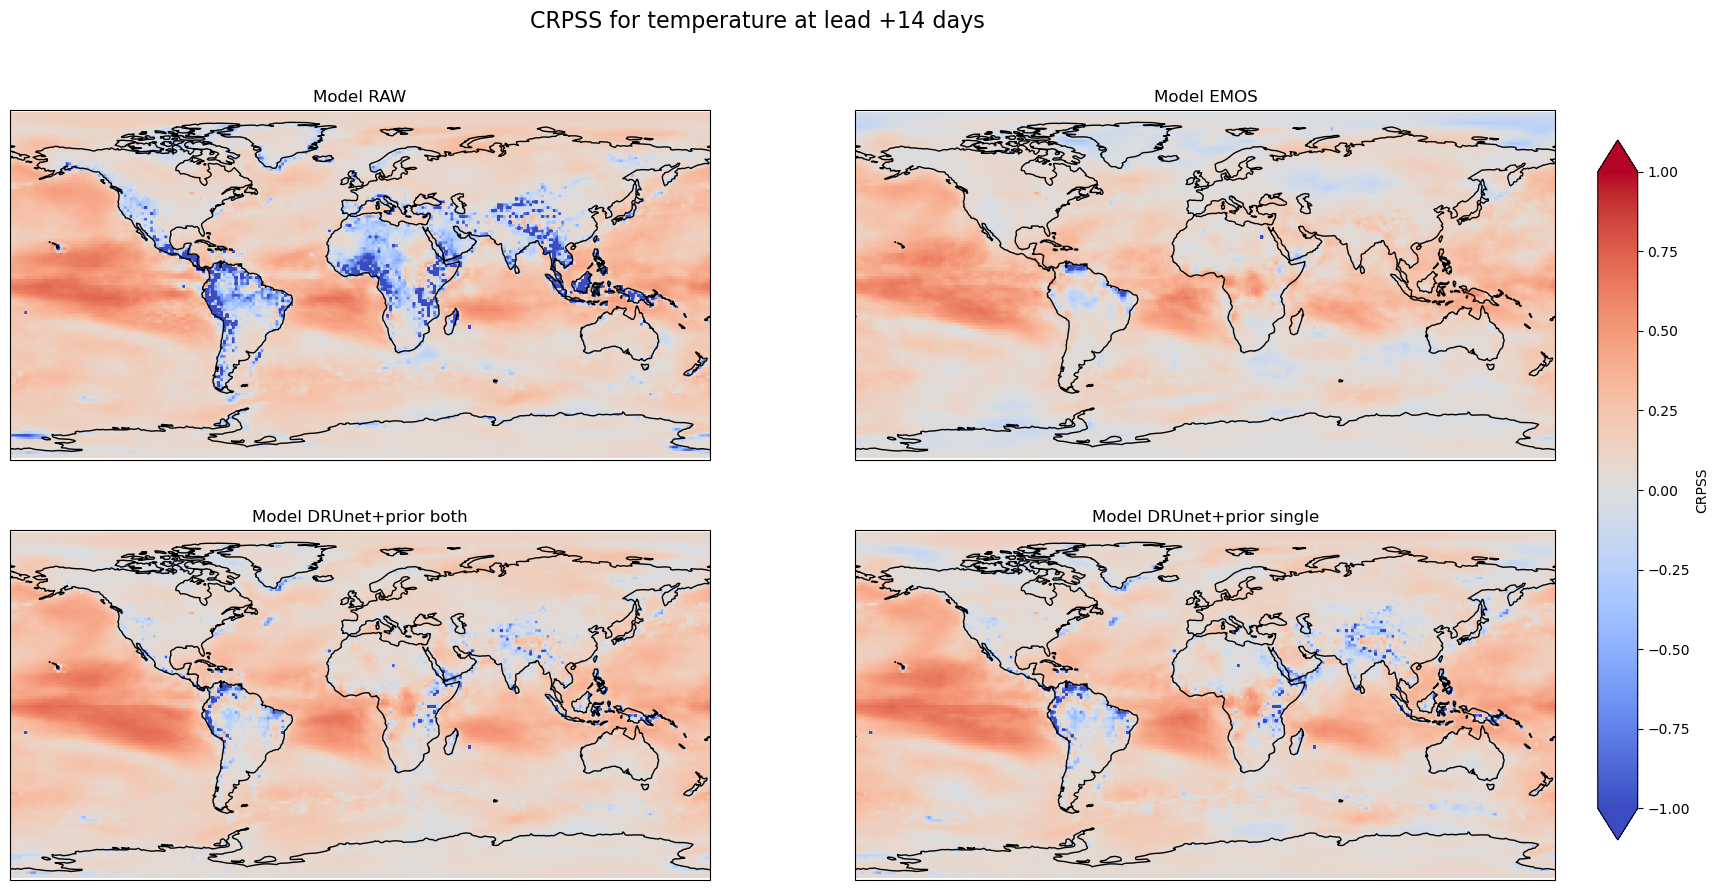 CRPSS for temperature at lead +14 days
Model RAW
Model EMOS
Model DRUnet+prior both
Model DRUnet+prior single
1.00
0.75
0.50
0.25
0.00
−0.25
−0.50
−0.75
−1.00
CRPSS